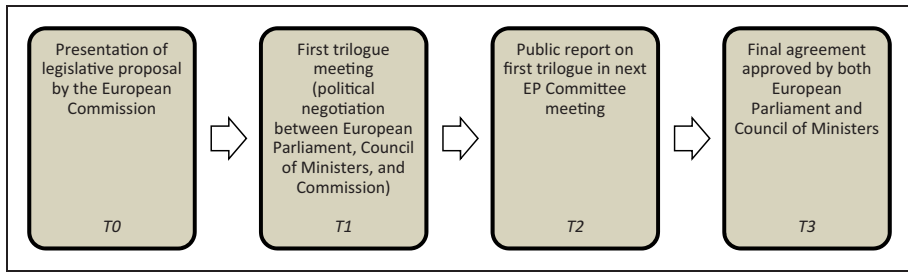 Presentation of
legislative proposal
by the European
Commission
T0
First trilogue
meeting
(political
negotiation
between European
Parliament, Council
of Ministers, and
Commission)
T1
Public report on
first trilogue in next
EP Committee
meeting
T2
Final agreement
approved by both
European
Parliament and
Council of Ministers
T3